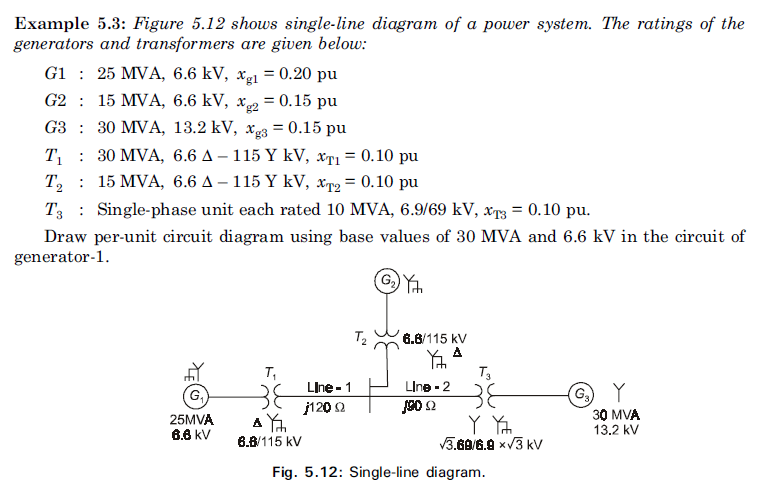 Example 5.3: Figure 5.12 shows single-line diagram of a power system. The ratings of the
generators and transformers are given below:
G1 : 25 MVA, 6.6 kV, x_g1 = 0.20 pu
G2 : 15 MVA, 6.6 kV, x_g2 = 0.15 pu
G3 : 30 MVA, 13.2 kV, x_g3 = 0.15 pu
T₁ : 30 MVA, 6.6 Δ – 115 Y kV, x_T1 = 0.10 pu
T₂ : 15 MVA, 6.6 Δ – 115 Y kV, x_T2 = 0.10 pu
T₃ : Single-phase unit each rated 10 MVA, 6.9/69 kV, x_T3 = 0.10 pu.
Draw per-unit circuit diagram using base values of 30 MVA and 6.6 kV in the circuit of
generator-1.
G₂
T₂
6.6/115 kV
Δ
T₁
T₃
Line - 1
Line - 2
G₁
G₃
Y
j120 Ω
j90 Ω
25MVA
6.6 kV
Δ
Y
30 MVA
13.2 kV
6.6/115 kV
√3.69/6.9 ×√3 kV
Fig. 5.12: Single-line diagram.